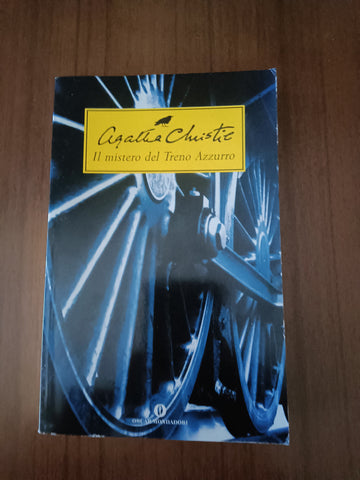 Agatha Christie
Il mistero del Treno Azzurro
OSCAR MONDADORI